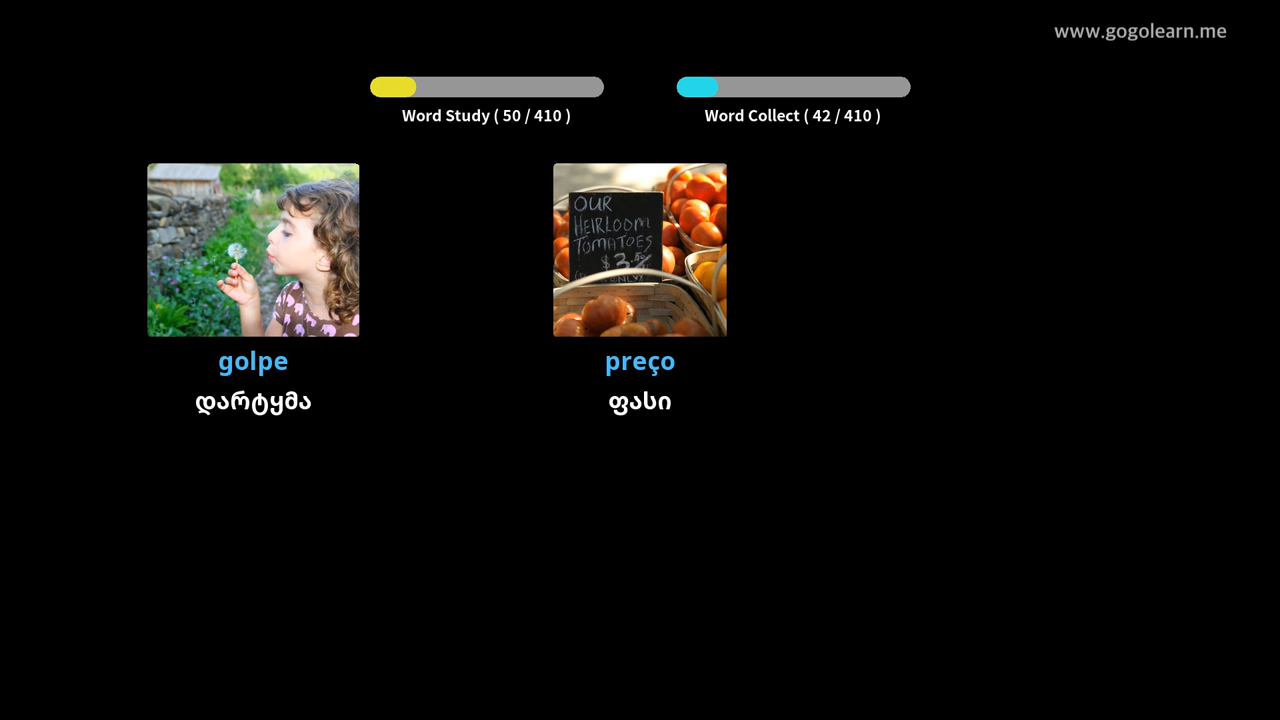 www.gogolearn.me
Word Study ( 50 / 410 )
Word Collect ( 42 / 410 )
OUR
HEIRLOOM
TOMATOES
golpe
preço
დარტყმა
ფასი